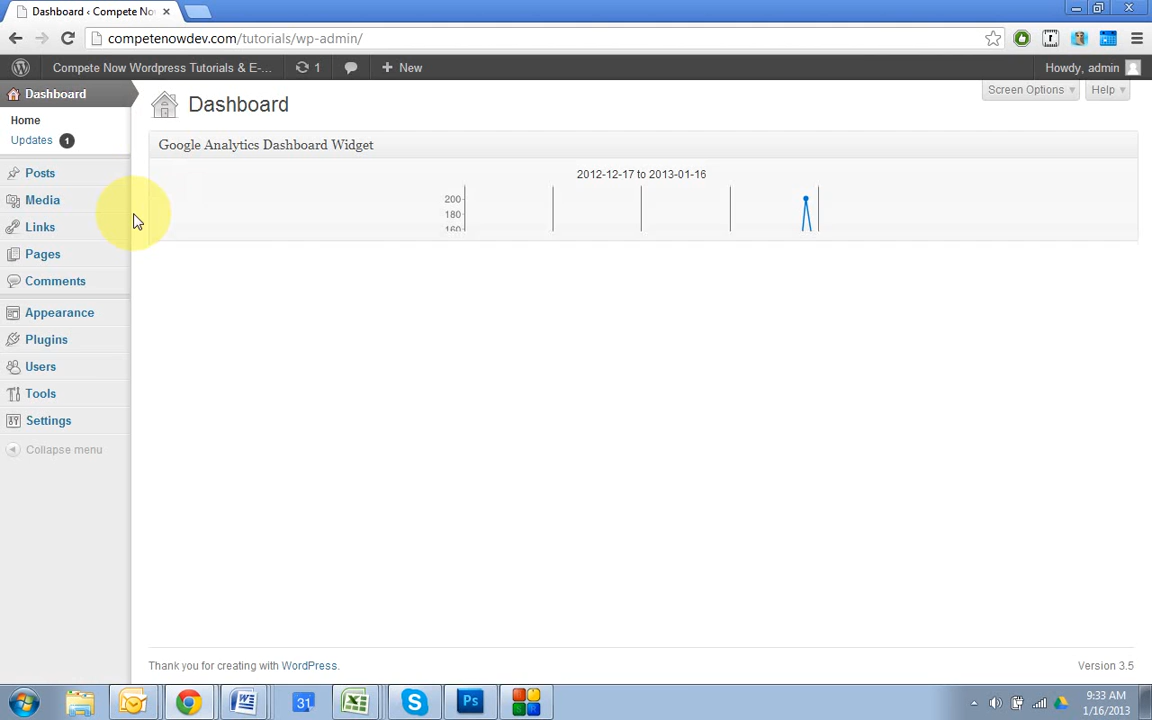 Dashboard ‹ Compete No
competenowdev.com/tutorials/wp-admin/
Compete Now Wordpress Tutorials & E-... 1 New Howdy, admin
Dashboard
Home
Updates 1
Posts
Media
Links
Pages
Comments
Appearance
Plugins
Users
Tools
Settings
Collapse menu
Screen Options Help
Dashboard
Google Analytics Dashboard Widget
2012-12-17 to 2013-01-16
200
180
160
Thank you for creating with WordPress. Version 3.5
31
Ps
9:33 AM
1/16/2013